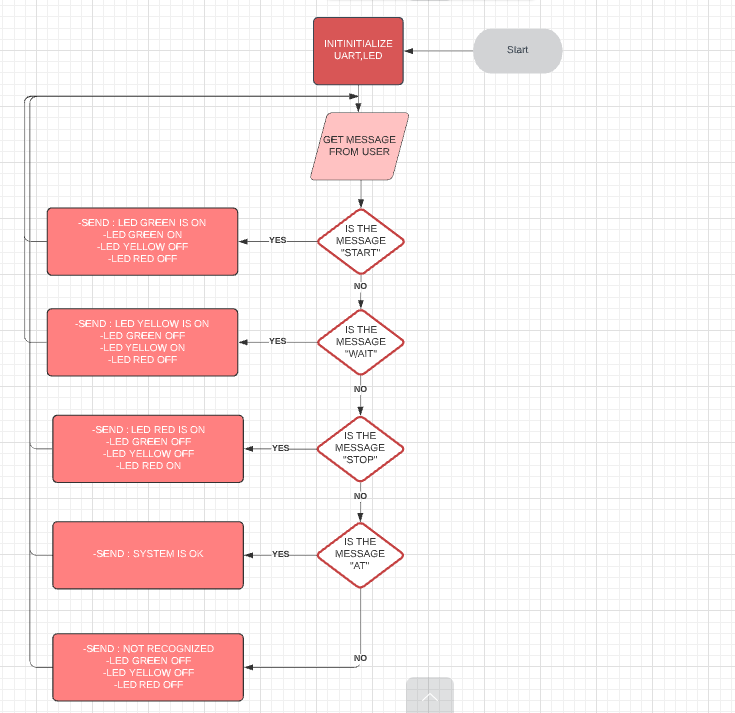 INITINITIALIZE
UART,LED
Start
GET MESSAGE
FROM USER
-SEND : LED GREEN IS ON
-LED GREEN ON
-LED YELLOW OFF
-LED RED OFF
YES
IS THE
MESSAGE
"START"
NO
-SEND : LED YELLOW IS ON
-LED GREEN OFF
-LED YELLOW ON
-LED RED OFF
YES
IS THE
MESSAGE
"WAIT"
NO
-SEND : LED RED IS ON
-LED GREEN OFF
-LED YELLOW OFF
-LED RED ON
YES
IS THE
MESSAGE
"STOP"
NO
-SEND : SYSTEM IS OK
YES
IS THE
MESSAGE
"AT"
NO
-SEND : NOT RECOGNIZED
-LED GREEN OFF
-LED YELLOW OFF
-LED RED OFF